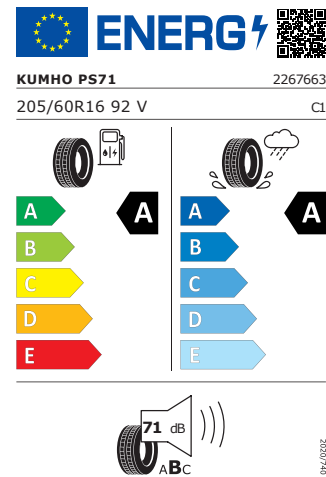 ENERG
KUMHO PS71 2267663
205/60R16 92 V C1
A A A A
B B
C C
D D
E E
71 dB
ABC
2020/740